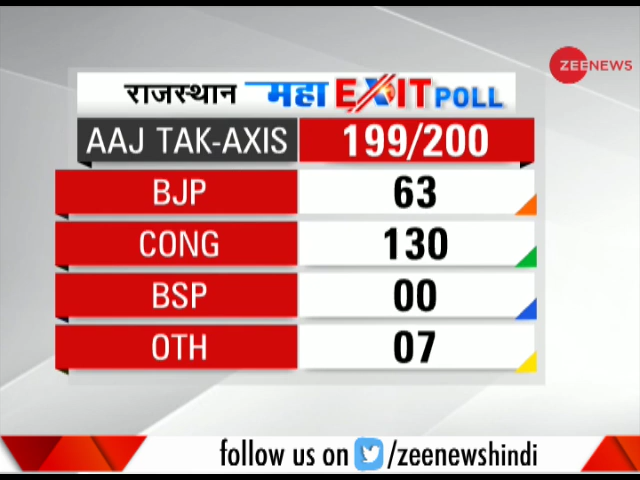 ZEENEWS
राजस्थान महा EXIT POLL
AAJ TAK-AXIS 199/200
BJP 63
CONG 130
BSP 00
OTH 07
follow us on /zeenewshindi